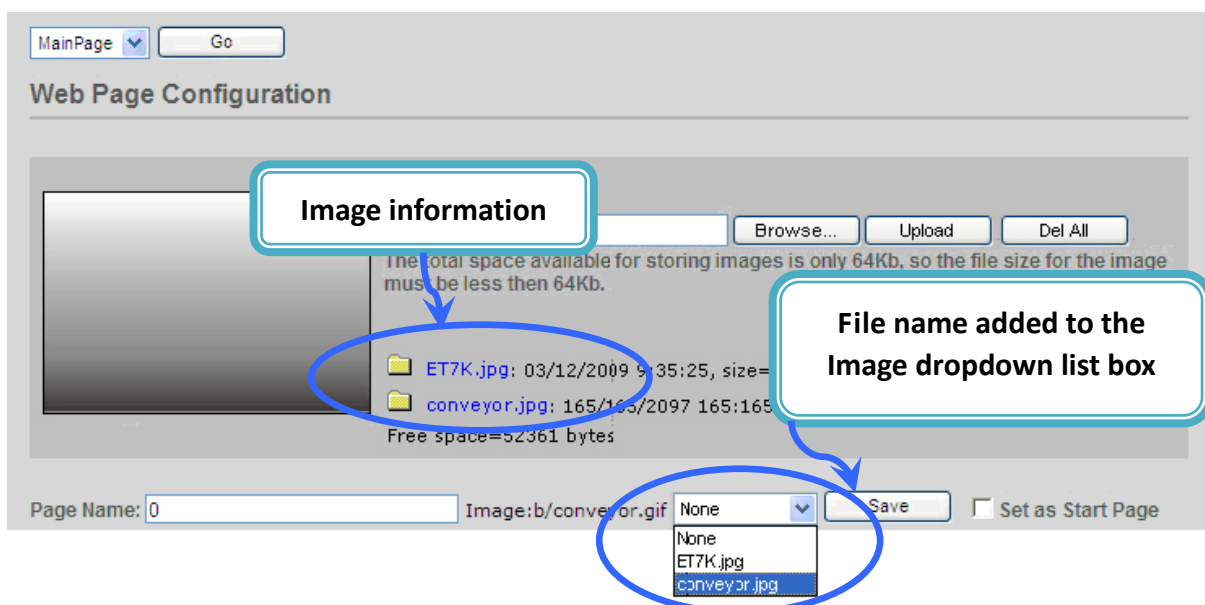 MainPage Go
Web Page Configuration
Image information
Browse... Upload Del All
The total space available for storing images is only 64Kb, so the file size for the image
must be less then 64Kb.
File name added to the
Image dropdown list box
ET7K.jpg: 03/12/2009 9:35:25, size=
conveyor.jpg: 165/165/2097 165:165
Free space=52361 bytes
Page Name: 0 Image:b/conveyor.gif None Save Set as Start Page
None
ET7K.jpg
conveyor.jpg